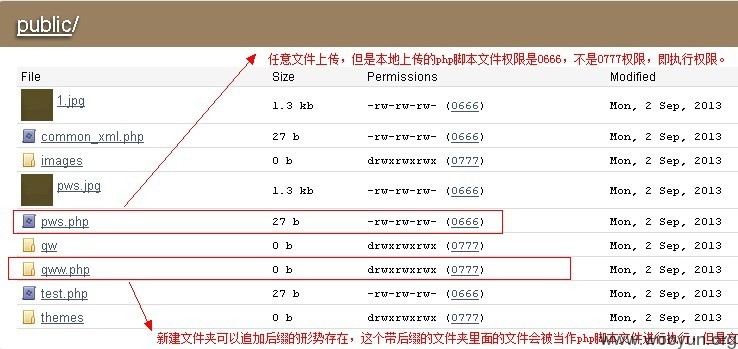 public/
任意文件上传，但是本地上传的php脚本文件权限是0666，不是0777权限，即执行权限。
File Size Permissions Modified
1.jpg 1.3 kb -rw-rw-rw- (0666) Mon, 2 Sep, 2013
common_xml.php 27 b -rw-rw-rw- (0666) Mon, 2 Sep, 2013
images 0 b drwxrwxrwx (0777) Mon, 2 Sep, 2013
pws.jpg 1.3 kb -rw-rw-rw- (0666) Mon, 2 Sep, 2013
pws.php 27 b -rw-rw-rw- (0666) Mon, 2 Sep, 2013
qw 0 b drwxrwxrwx (0777) Mon, 2 Sep, 2013
qww.php 0 b drwxrwxrwx (0777) Mon, 2 Sep, 2013
test.php 27 b -rw-rw-rw- (0666) Mon, 2 Sep, 2013
themes 0 b drwxrwxrwx (0777) Mon, 2 Sep, 2013
新建文件夹可以追加后缀的形势存在，这个带后缀的文件夹里面的文件会被当作php脚本文件进行执行，但是文
www.wooyun.org